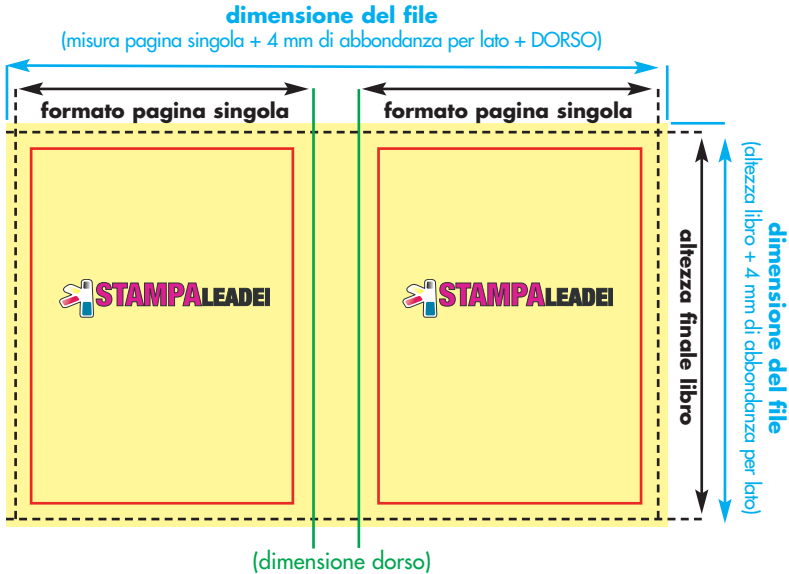 dimensione del file
(misura pagina singola + 4 mm di abbondanza per lato + DORSO)
formato pagina singola
formato pagina singola
STAMPALEADEI
STAMPALEADEI
altezza finale libro
dimensione del file
(altezza libro + 4 mm di abbondanza per lato)
(dimensione dorso)